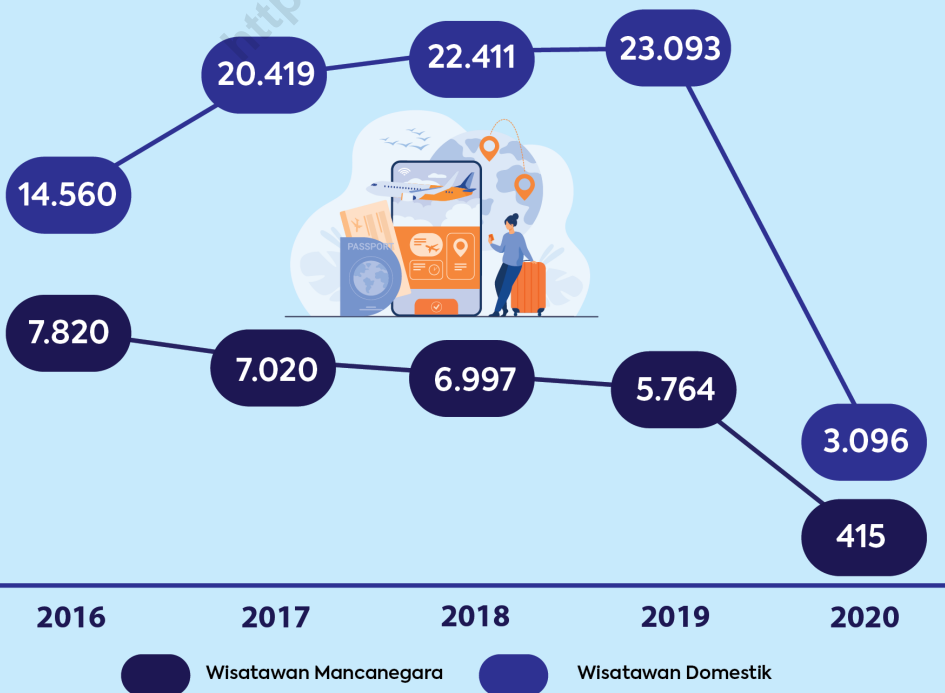 http
23.093
22.411
20.419
14.560
PASSPORT
7.820
7.020
6.997
5.764
3.096
415
2016 2017 2018 2019 2020
Wisatawan Mancanegara Wisatawan Domestik